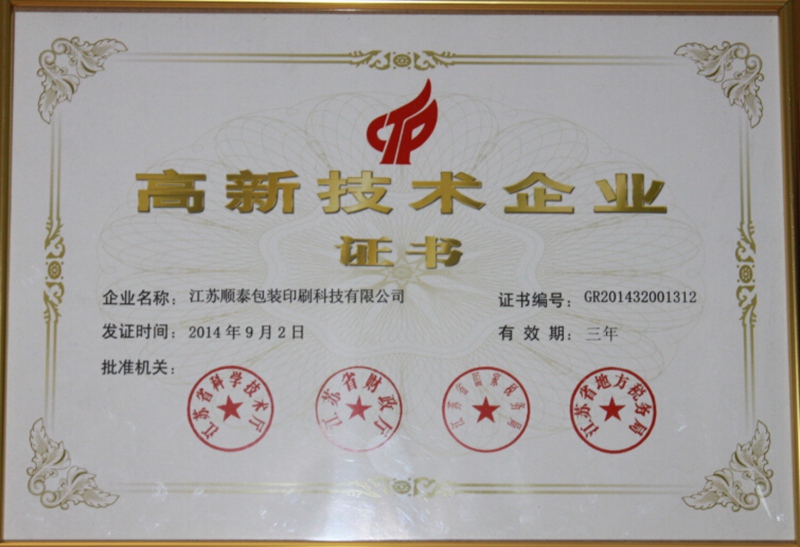 高新技术企业
证书
企业名称：江苏顺泰包装印刷科技有限公司 证书编号：GR201432001312
发证时间：2014年9月2日 有效期：三年
批准机关：
江苏省科学技术厅
江苏省财政厅
江苏省国家税务局
江苏省地方税务局